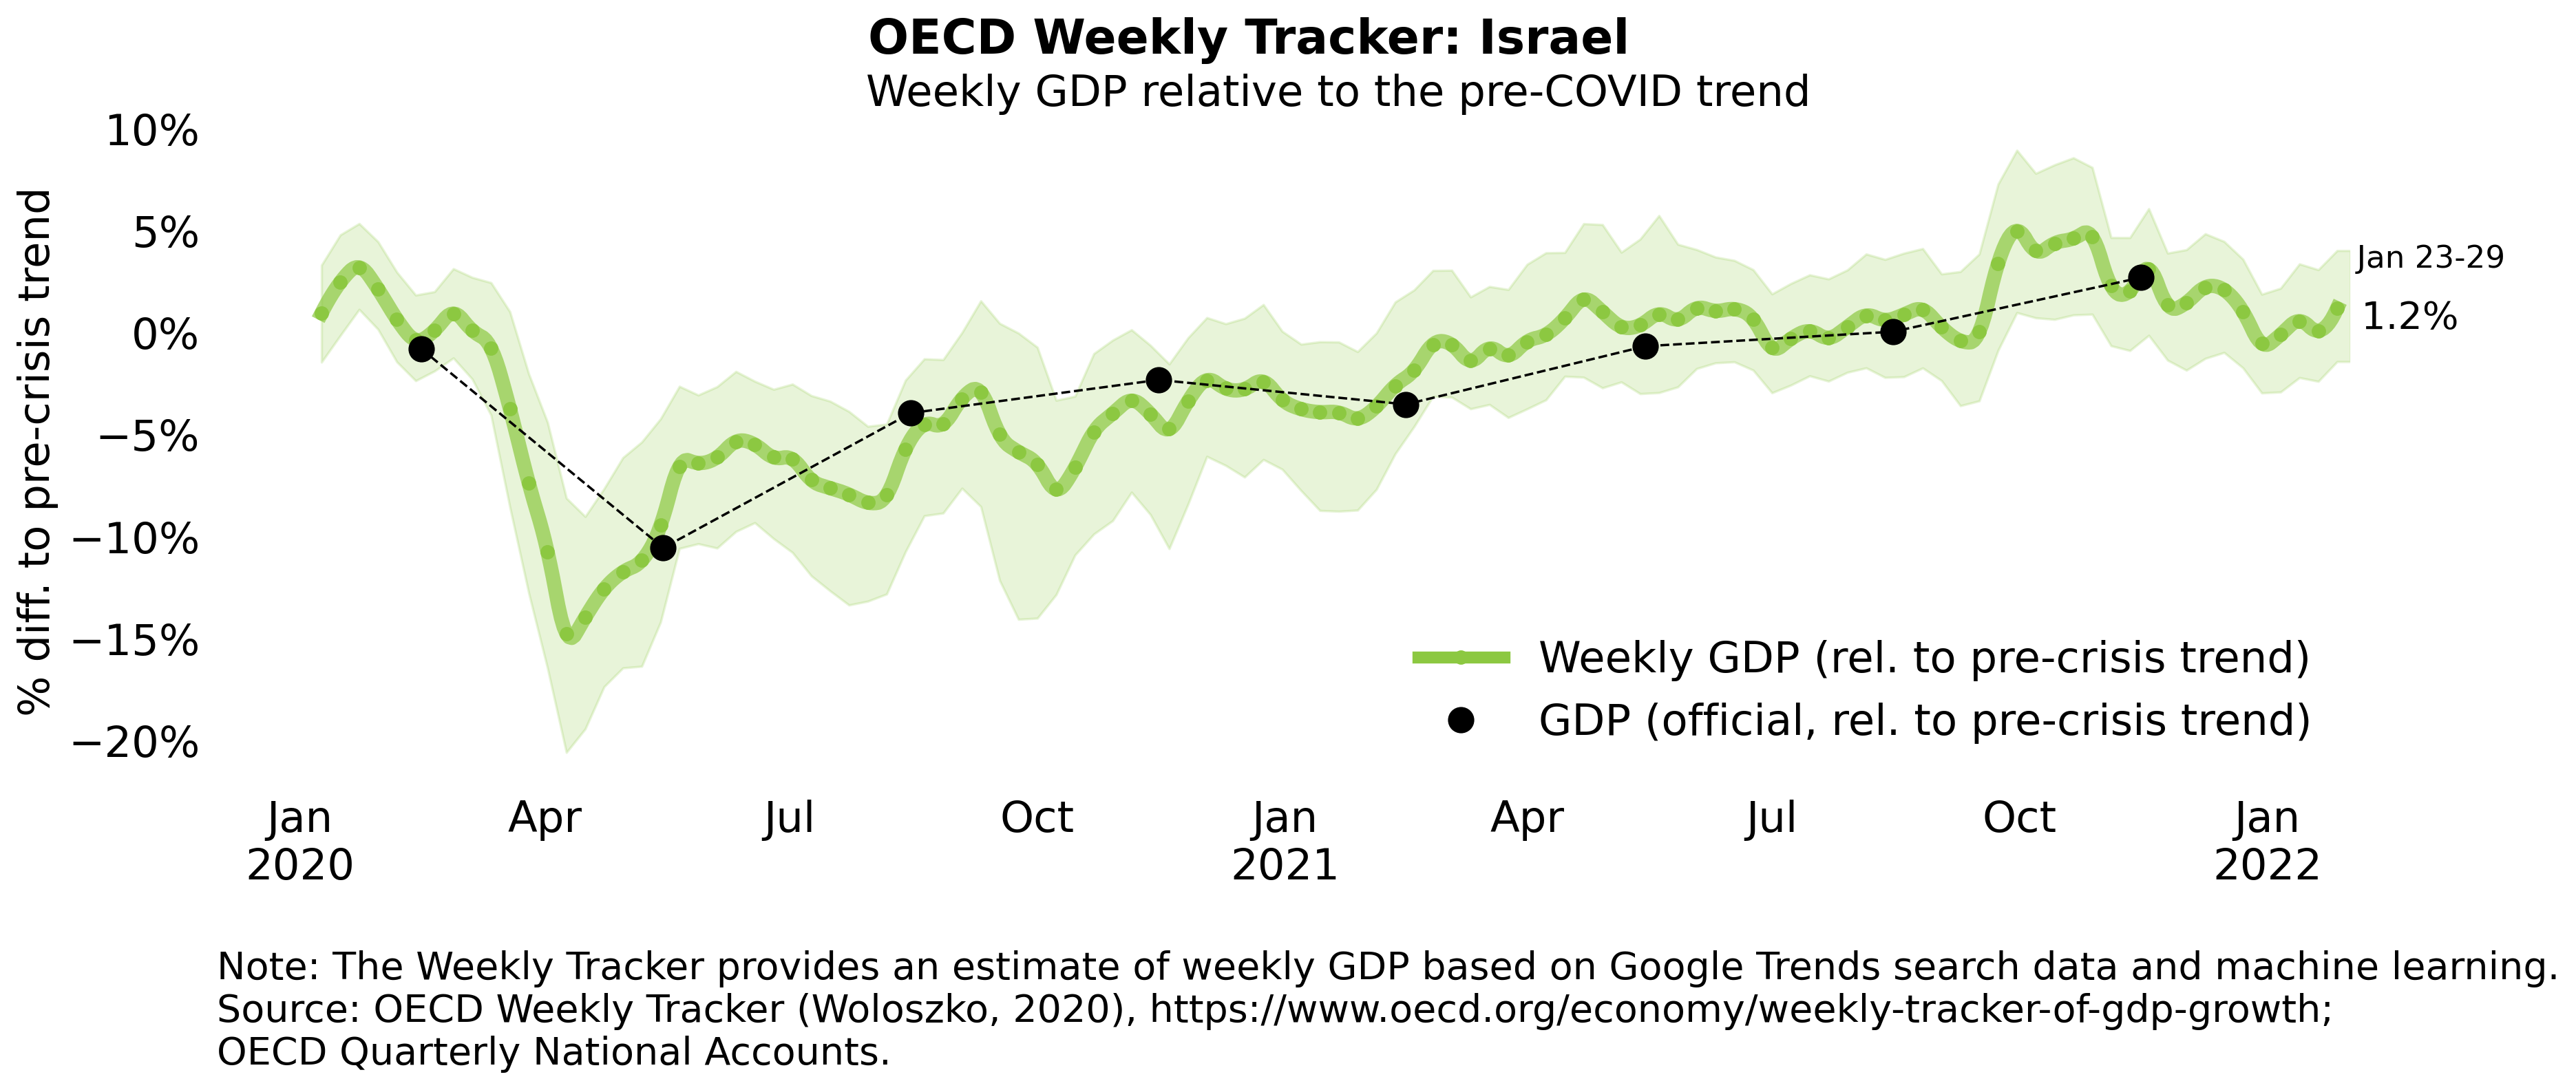 OECD Weekly Tracker: Israel
Weekly GDP relative to the pre-COVID trend
% diff. to pre-crisis trend
10%
5%
0%
−5%
−10%
−15%
−20%
Jan 23-29
1.2%
Weekly GDP (rel. to pre-crisis trend)
GDP (official, rel. to pre-crisis trend)
Jan Apr Jul Oct Jan Apr Jul Oct Jan
2020 2021 2022
Note: The Weekly Tracker provides an estimate of weekly GDP based on Google Trends search data and machine learning.
Source: OECD Weekly Tracker (Woloszko, 2020), https://www.oecd.org/economy/weekly-tracker-of-gdp-growth;
OECD Quarterly National Accounts.